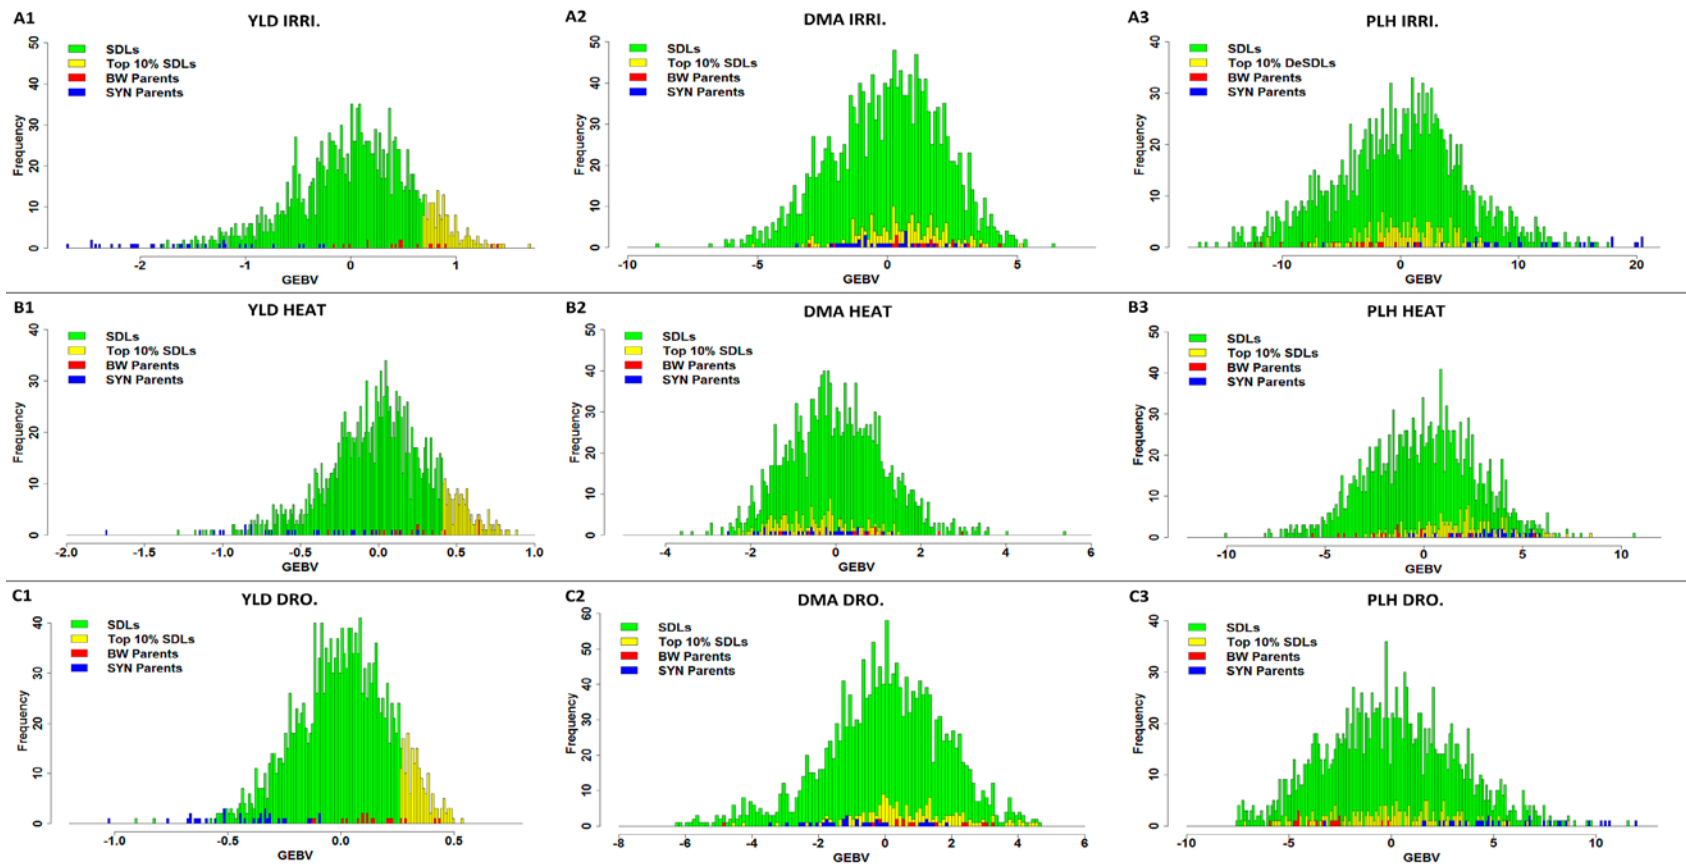 A1 YLD IRRI.
50
40
30
20
10
0
Frequency
SDLs
Top 10% SDLs
BW Parents
SYN Parents
-2 -1 0 1
GEBV
A2 DMA IRRI.
50
40
30
20
10
0
Frequency
SDLs
Top 10% SDLs
BW Parents
SYN Parents
-10 -5 0 5
GEBV
A3 PLH IRRI.
40
30
20
10
0
Frequency
SDLs
Top 10% DeSDLs
BW Parents
SYN Parents
-10 0 10 20
GEBV
B1 YLD HEAT
40
30
20
10
0
Frequency
SDLs
Top 10% SDLs
BW Parents
SYN Parents
-2.0 -1.5 -1.0 -0.5 0.0 0.5 1.0
GEBV
B2 DMA HEAT
50
40
30
20
10
0
Frequency
SDLs
Top 10% SDLs
BW Parents
SYN Parents
-4 -2 0 2 4 6
GEBV
B3 PLH HEAT
50
40
30
20
10
0
Frequency
SDLs
Top 10% SDLs
BW Parents
SYN Parents
-10 -5 0 5 10
GEBV
C1 YLD DRO.
40
30
20
10
0
Frequency
SDLs
Top 10% SDLs
BW Parents
SYN Parents
-1.0 -0.5 0.0 0.5
GEBV
C2 DMA DRO.
60
50
40
30
20
10
0
Frequency
SDLs
Top 10% SDLs
BW Parents
SYN Parents
-8 -6 -4 -2 0 2 4 6
GEBV
C3 PLH DRO.
40
30
20
10
0
Frequency
SDLs
Top 10% SDLs
BW Parents
SYN Parents
-10 -5 0 5 10
GEBV